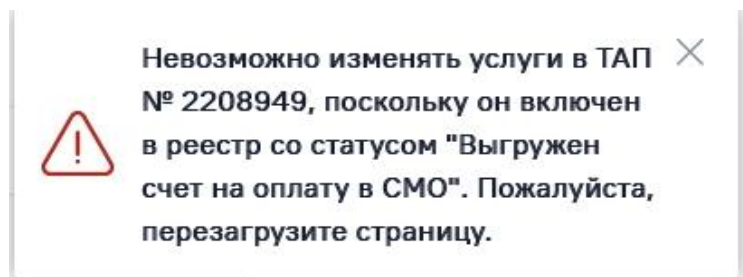 Невозможно изменять услуги в ТАП
№ 2208949, поскольку он включен
в реестр со статусом "Выгружен
счет на оплату в СМО". Пожалуйста,
перезагрузите страницу.